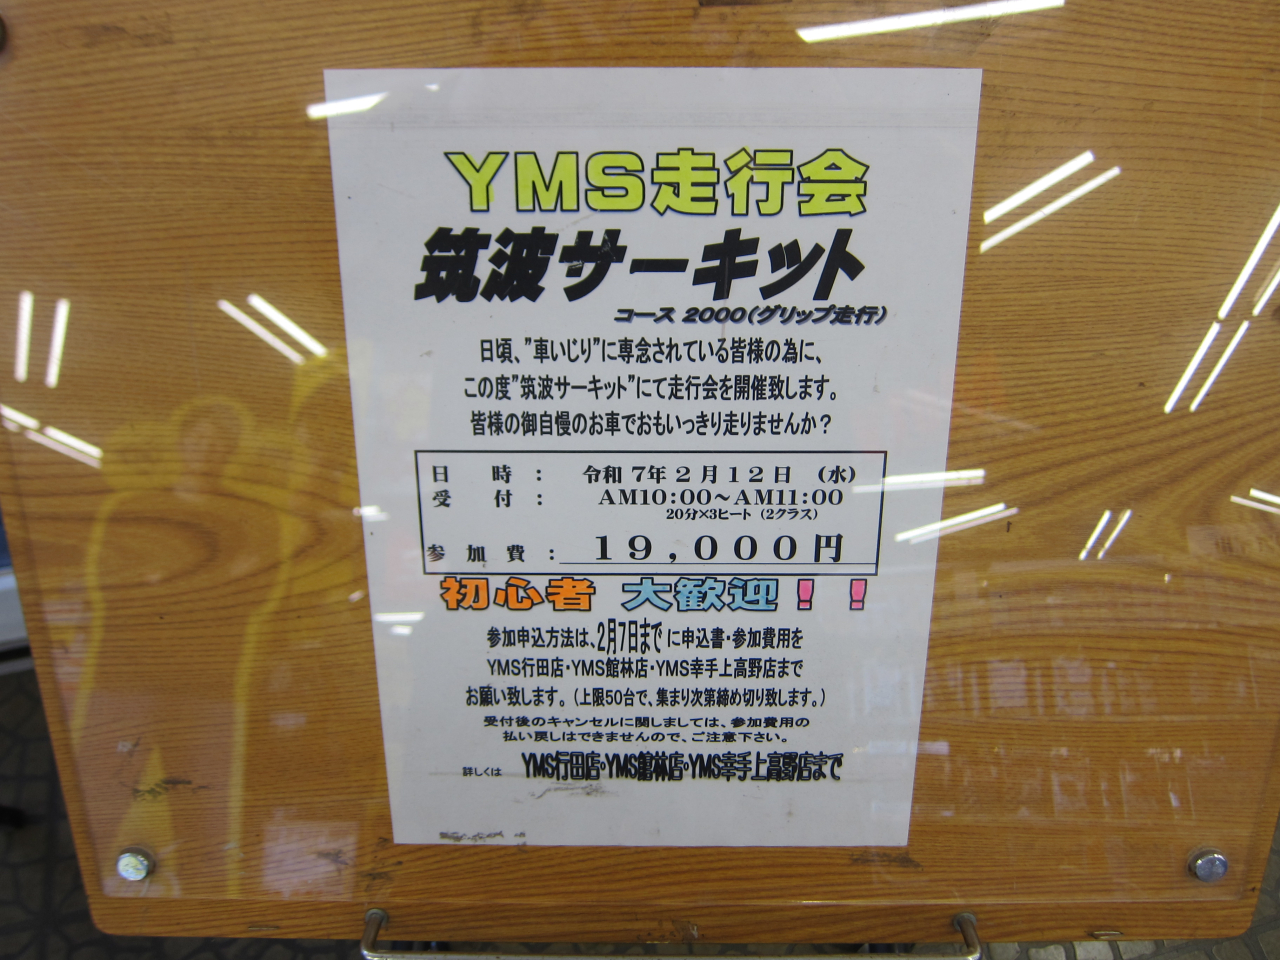 YMS走行会
筑波サーキット
コース 2000(グリップ走行)
日頃、"車いじり"に専念されている皆様の為に、
この度"筑波サーキット"にて走行会を開催致します。
皆様の御自慢のお車でおもいっきり走りませんか?
日 時 : 令和 7年 2月12日 (水)
受 付 : AM10:00~AM11:00
20分×3ヒート (2クラス)
参 加 費 : 19,000円
初心者 大歓迎!!
参加申込方法は、2月7日までに申込書・参加費用を
YMS行田店・YMS館林店・YMS幸手上高野店まで
お願い致します。(上限50台で、集まり次第締め切り致します。)
受付後のキャンセルに関しましては、参加費用の
払い戻しはできませんので、ご注意下さい。
詳しくは YMS行田店・YMS館林店・YMS幸手上高野店まで